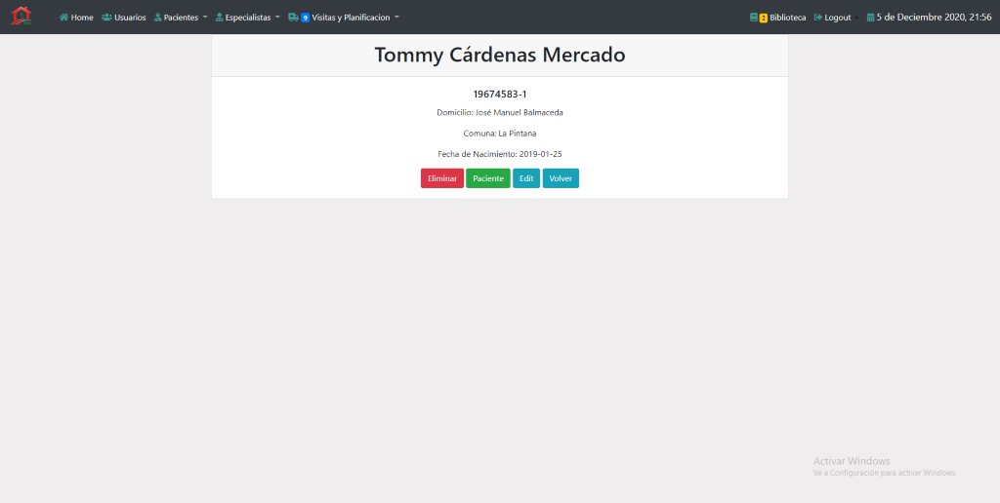 Home Usuarios Pacientes Especialistas 9 Visitas y Planificacion 2 Biblioteca Logout 5 de Deciembre 2020, 21:56
Tommy Cárdenas Mercado
19674583-1
Domicilio: José Manuel Balmaceda
Comuna: La Pintana
Fecha de Nacimiento: 2019-01-25
Eliminar Paciente Edit Volver
Activar Windows
Ve a Configuración para activar Windows.